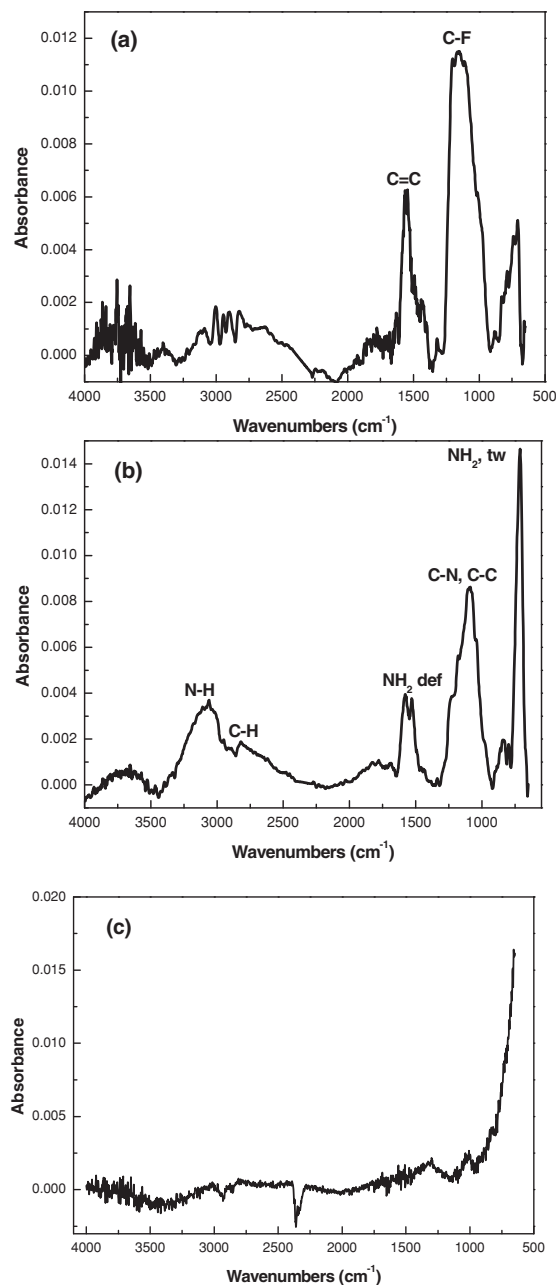 (a)
C-F
C=C
0.012
0.010
0.008
0.006
0.004
0.002
0.000
Absorbance
4000 3500 3000 2500 2000 1500 1000 500
Wavenumbers (cm⁻¹)
(b)
NH₂, tw
C-N, C-C
NH₂ def
N-H
C-H
0.014
0.012
0.010
0.008
0.006
0.004
0.002
0.000
Absorbance
4000 3500 3000 2500 2000 1500 1000
Wavenumbers (cm⁻¹)
(c)
0.020
0.015
0.010
0.005
0.000
Absorbance
4000 3500 3000 2500 2000 1500 1000 500
Wavenumbers (cm⁻¹)